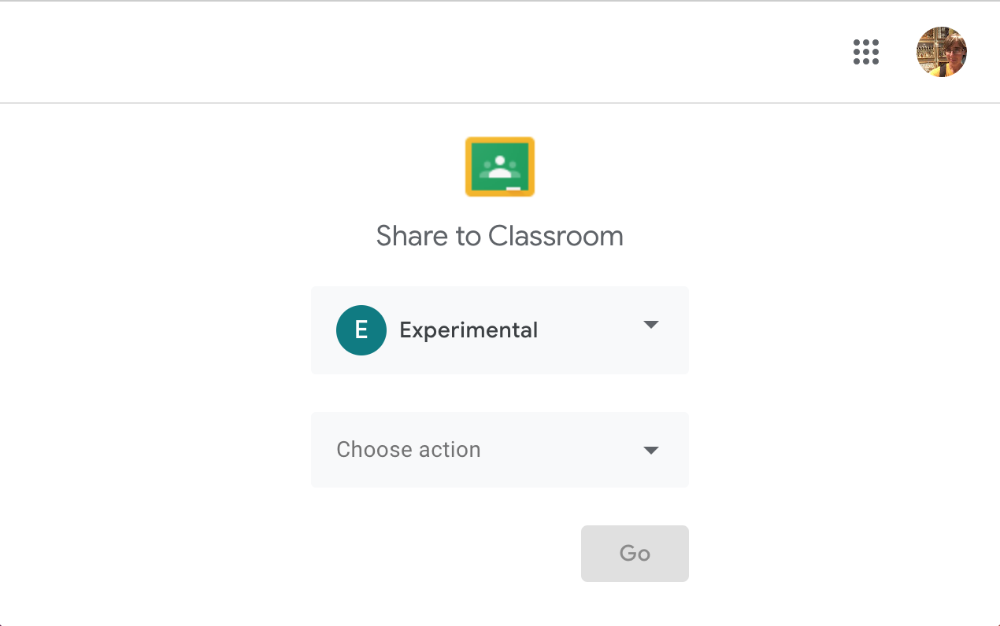 Share to Classroom
E Experimental
Choose action
Go